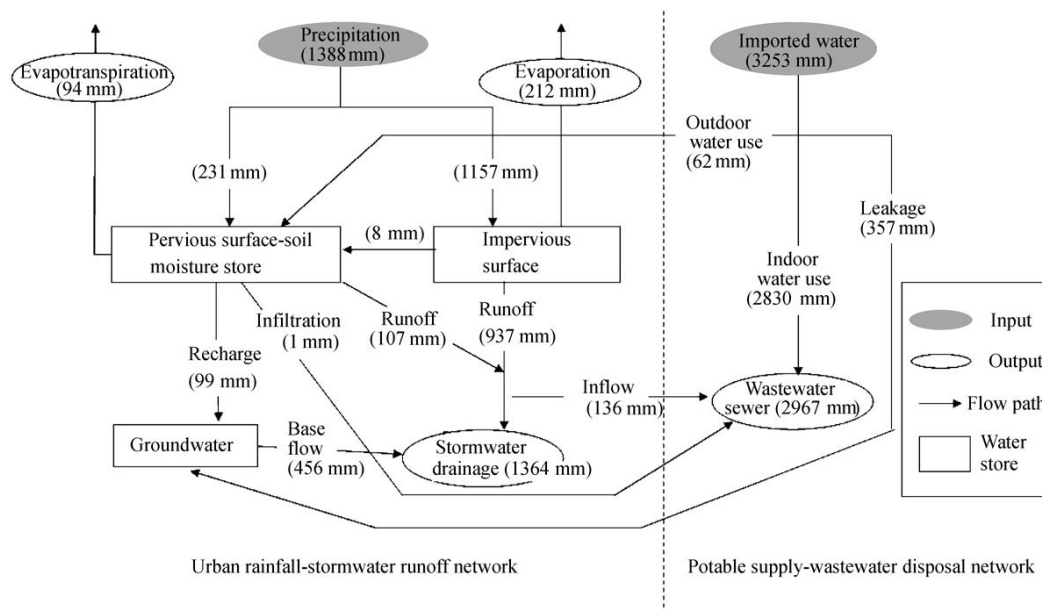 Precipitation
(1388 mm)
Imported water
(3253 mm)
Evapotranspiration
(94 mm)
Evaporation
(212 mm)
Outdoor
water use
(62 mm)
(231 mm)
(1157 mm)
Leakage
(357 mm)
Pervious surface-soil
moisture store
(8 mm)
Impervious
surface
Indoor
water use
(2830 mm)
Infiltration
(1 mm)
Runoff
(107 mm)
Runoff
(937 mm)
Input
Recharge
(99 mm)
Output
Inflow
(136 mm)
Wastewater
sewer (2967 mm)
Flow path
Groundwater
Base
flow
(456 mm)
Stormwater
drainage (1364 mm)
Water
store
Urban rainfall-stormwater runoff network
Potable supply-wastewater disposal network